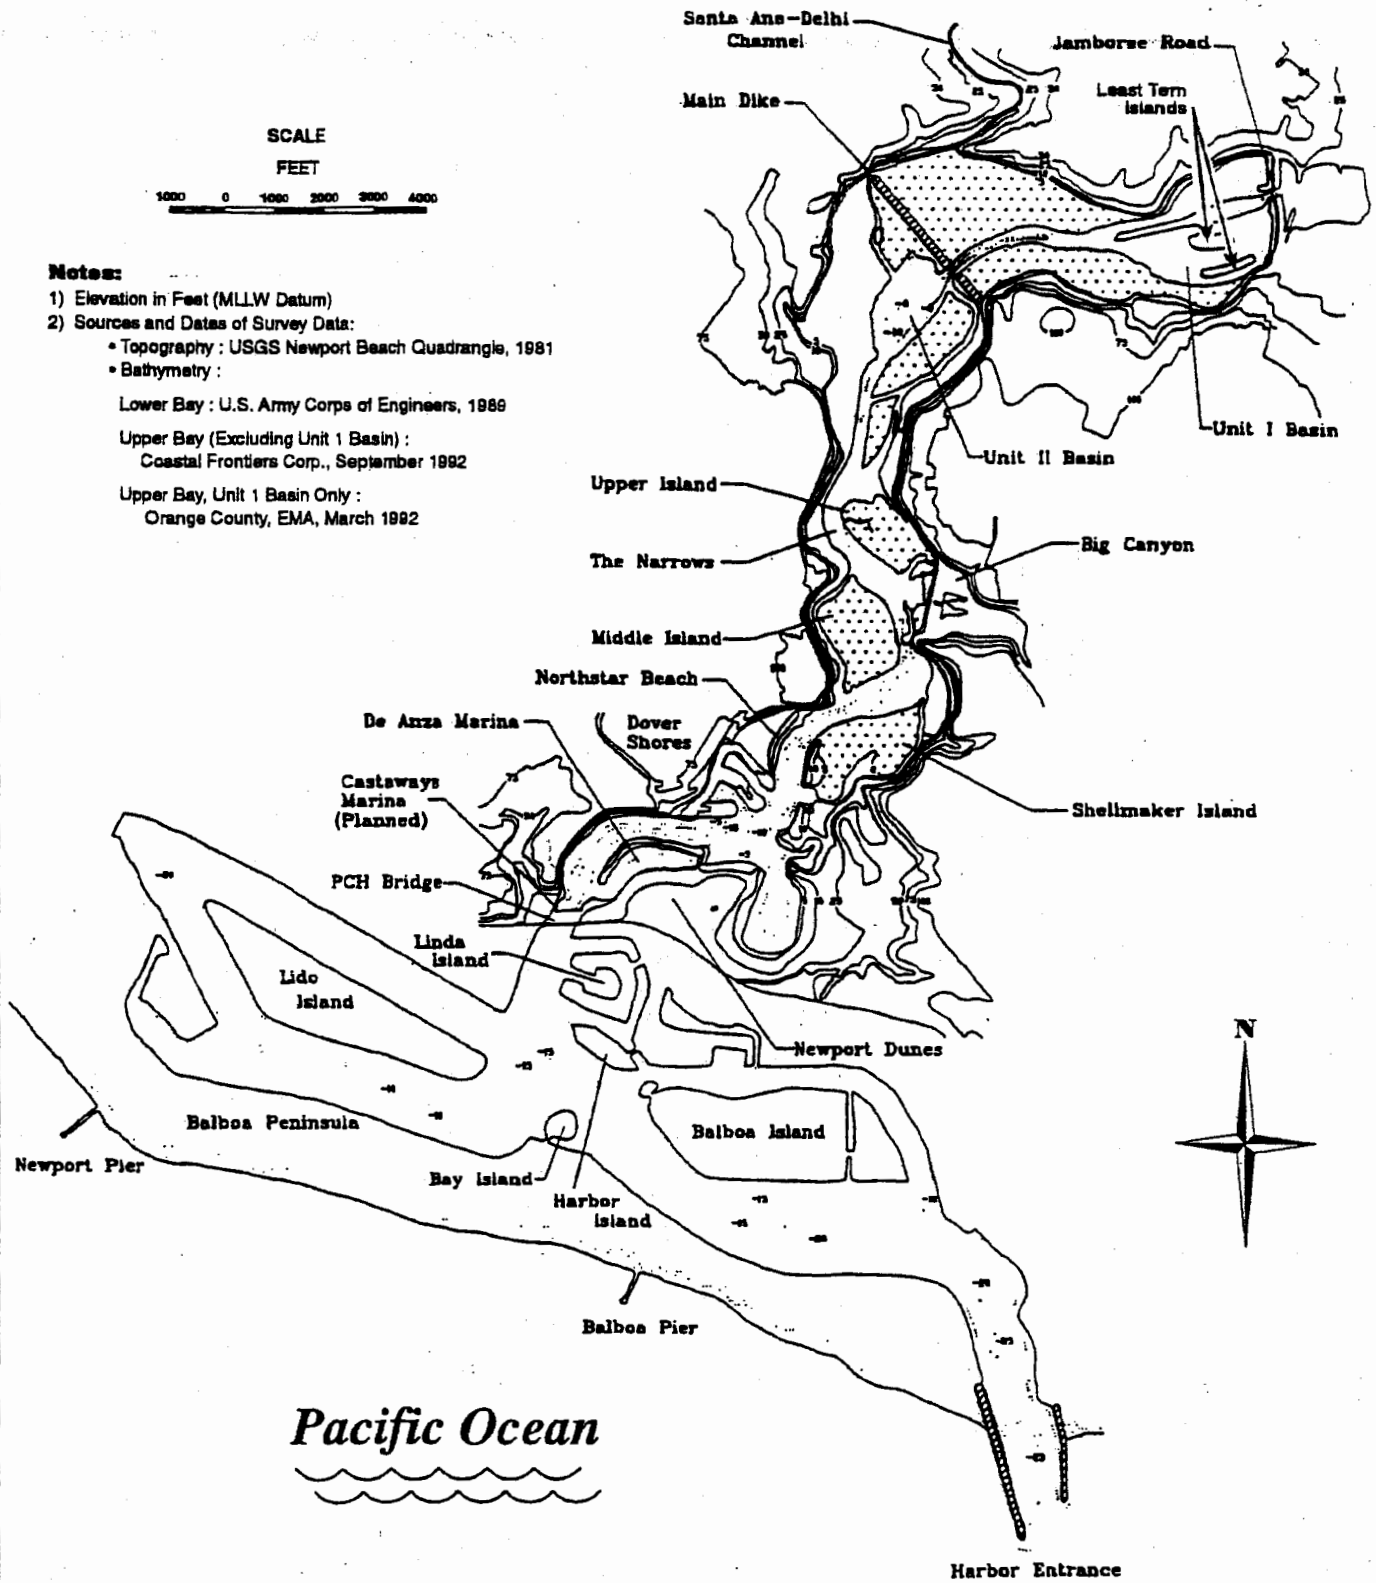 Santa Ana-Delhi
Channel
Jamboree Road
Least Tern
Islands
Main Dike
SCALE
FEET
1000 0 1000 2000 3000 4000
Notes:
1) Elevation in Feet (MLLW Datum)
2) Sources and Dates of Survey Data:
• Topography : USGS Newport Beach Quadrangle, 1981
• Bathymetry :
Lower Bay : U.S. Army Corps of Engineers, 1989
Upper Bay (Excluding Unit 1 Basin) :
Coastal Frontiers Corp., September 1992
Upper Bay, Unit 1 Basin Only :
Orange County, EMA, March 1992
Unit I Basin
Unit II Basin
Upper Island
Big Canyon
The Narrows
Middle Island
Northstar Beach
De Anza Marina
Dover
Shores
Castaways
Marina
(Planned)
Shellmaker Island
PCH Bridge
Linda
Island
Lido
Island
Newport Dunes
N
Balboa Peninsula
Balboa Island
Newport Pier
Bay Island
Harbor
Island
Balboa Pier
Pacific Ocean
Harbor Entrance